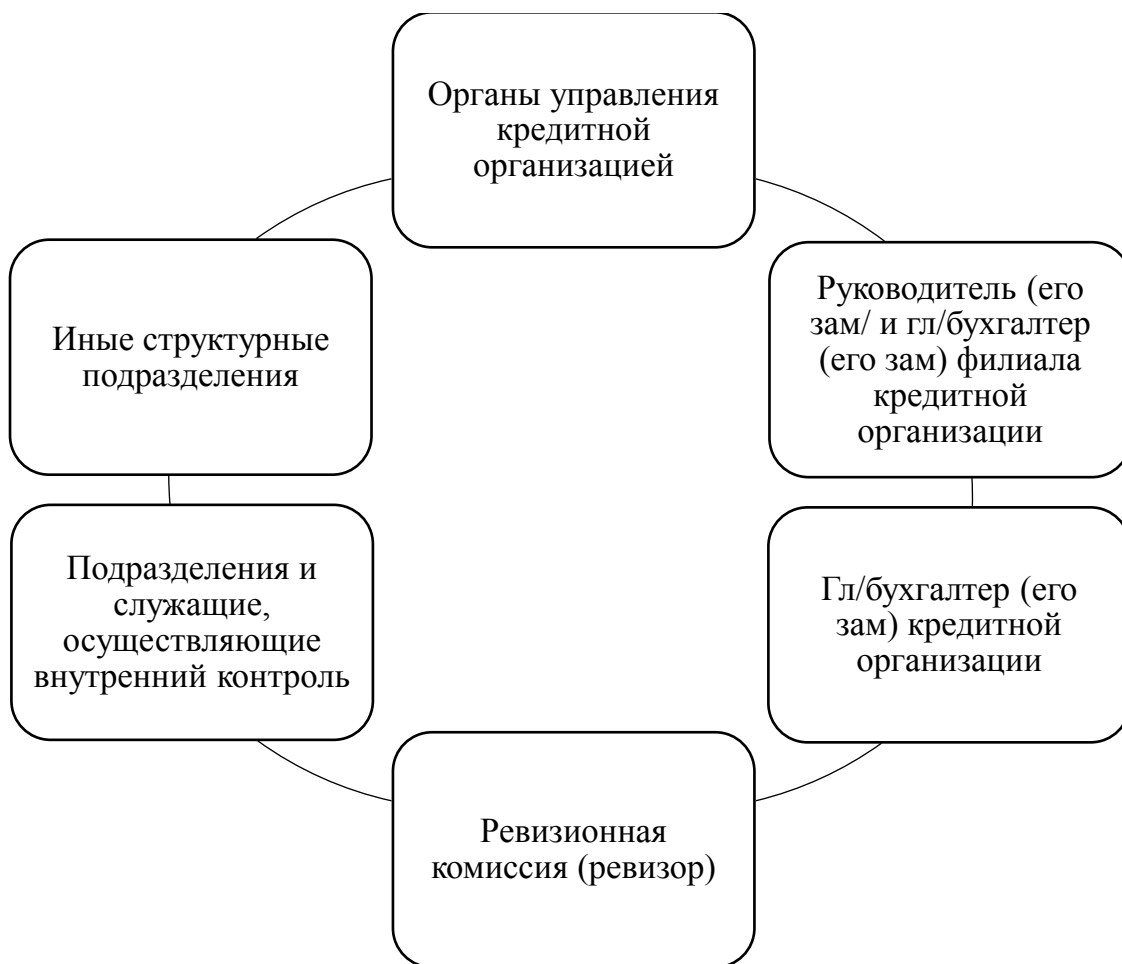 Органы управления
кредитной
организацией
Руководитель (его
зам/ и гл/бухгалтер
(его зам) филиала
кредитной
организации
Гл/бухгалтер (его
зам) кредитной
организации
Ревизионная
комиссия (ревизор)
Подразделения и
служащие,
осуществляющие
внутренний контроль
Иные структурные
подразделения